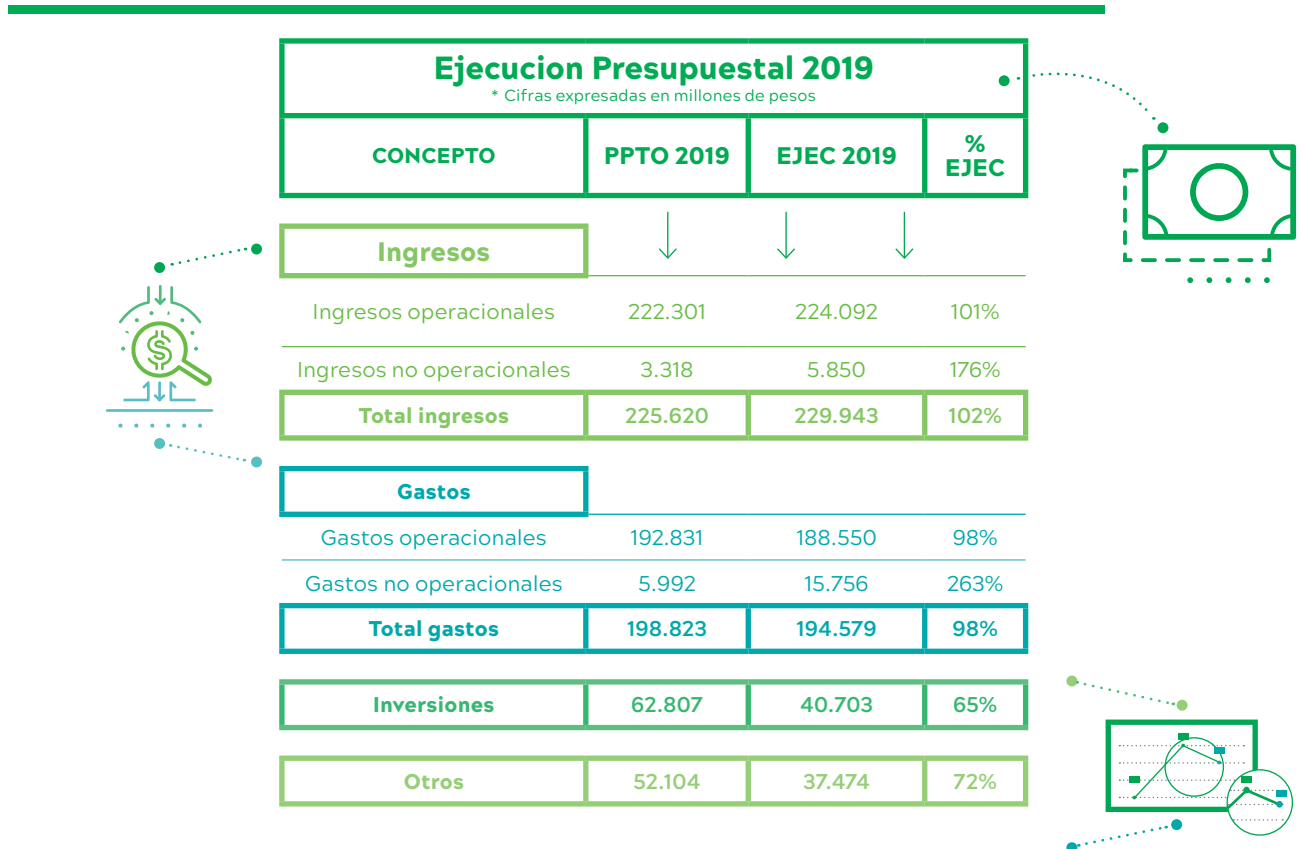 Ejecucion Presupuestal 2019
* Cifras expresadas en millones de pesos
CONCEPTO PPTO 2019 EJEC 2019 % EJEC
Ingresos
Ingresos operacionales 222.301 224.092 101%
Ingresos no operacionales 3.318 5.850 176%
Total ingresos 225.620 229.943 102%
Gastos
Gastos operacionales 192.831 188.550 98%
Gastos no operacionales 5.992 15.756 263%
Total gastos 198.823 194.579 98%
Inversiones 62.807 40.703 65%
Otros 52.104 37.474 72%